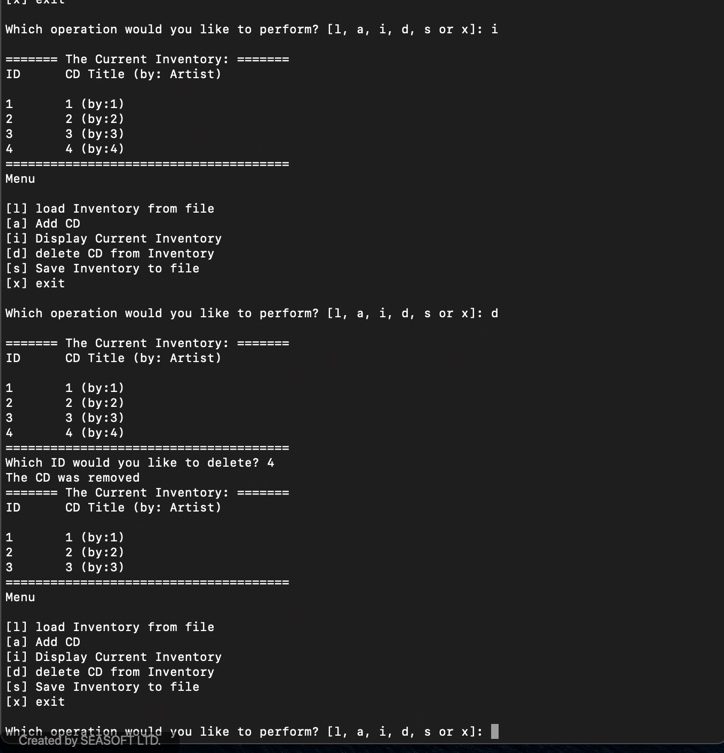 [x] exit
Which operation would you like to perform? [l, a, i, d, s or x]: i
======= The Current Inventory: =======
ID      CD Title (by: Artist)
1       1 (by:1)
2       2 (by:2)
3       3 (by:3)
4       4 (by:4)
======================================
Menu
[l] load Inventory from file
[a] Add CD
[i] Display Current Inventory
[d] delete CD from Inventory
[s] Save Inventory to file
[x] exit
Which operation would you like to perform? [l, a, i, d, s or x]: d
======= The Current Inventory: =======
ID      CD Title (by: Artist)
1       1 (by:1)
2       2 (by:2)
3       3 (by:3)
4       4 (by:4)
======================================
Which ID would you like to delete? 4
The CD was removed
======= The Current Inventory: =======
ID      CD Title (by: Artist)
1       1 (by:1)
2       2 (by:2)
3       3 (by:3)
======================================
Menu
[l] load Inventory from file
[a] Add CD
[i] Display Current Inventory
[d] delete CD from Inventory
[s] Save Inventory to file
[x] exit
Which operation would you like to perform? [l, a, i, d, s or x]:
Created by SEASOFT LTD.